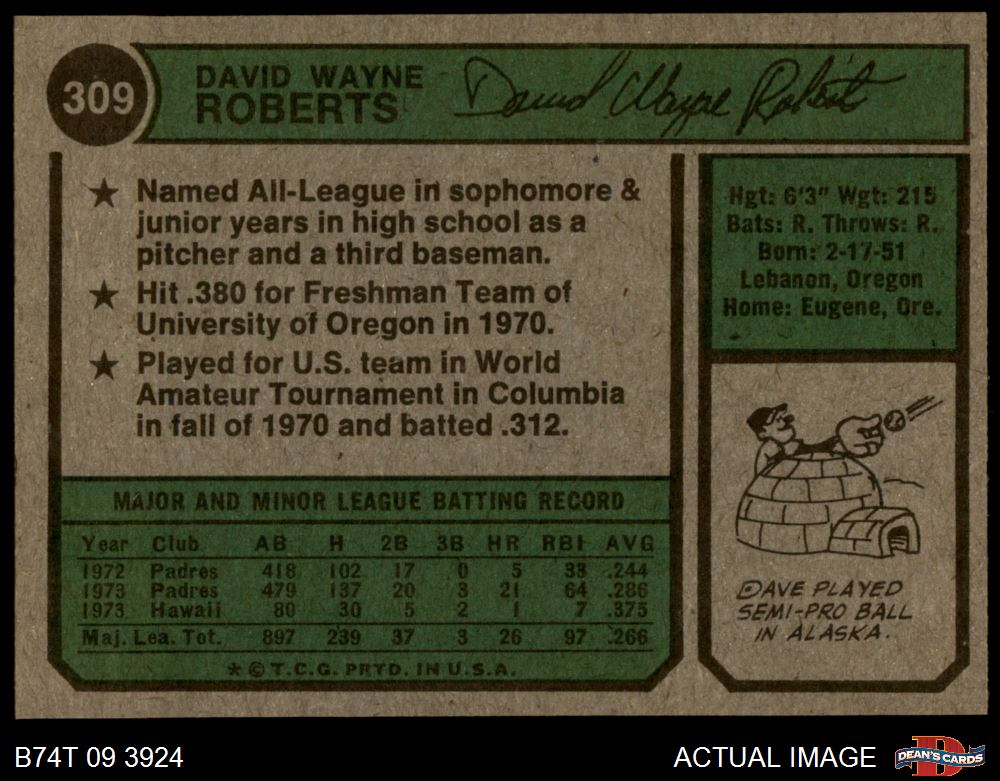 309
DAVID WAYNE
ROBERTS
David Wayne Roberts
★ Named All-League in sophomore &
junior years in high school as a
pitcher and a third baseman.
★ Hit .380 for Freshman Team of
University of Oregon in 1970.
★ Played for U.S. team in World
Amateur Tournament in Columbia
in fall of 1970 and batted .312.
Hgt: 6'3" Wgt: 215
Bats: R. Throws: R.
Born: 2-17-51
Lebanon, Oregon
Home: Eugene, Ore.
MAJOR AND MINOR LEAGUE BATTING RECORD
Year Club AB H 2B 3B HR RBI AVG
1972 Padres 418 102 17 0 5 33 .244
1973 Padres 479 137 20 3 21 64 .286
1973 Hawaii 80 30 5 2 1 7 .375
Maj. Lea. Tot. 897 239 37 3 26 97 .266
* © T.C.G. PRTD. IN U.S.A.
DAVE PLAYED
SEMI-PRO BALL
IN ALASKA.
B74T 09 3924
ACTUAL IMAGE
D
DEAN'S CARDS